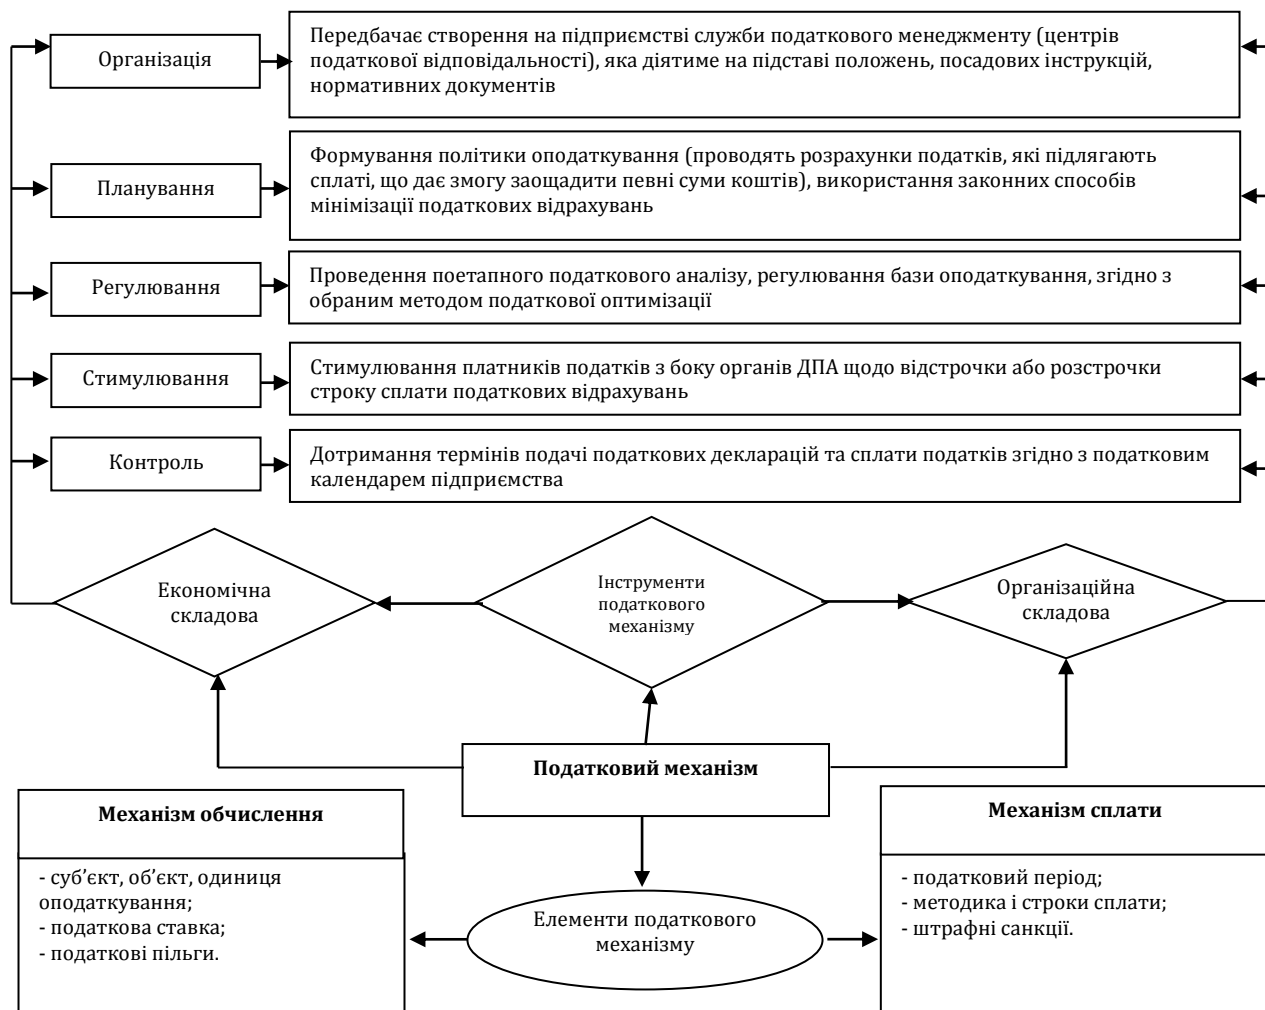 Організація
Передбачає створення на підприємстві служби податкового менеджменту (центрів
податкової відповідальності), яка діятиме на підставі положень, посадових інструкцій,
нормативних документів
Планування
Формування політики оподаткування (проводять розрахунки податків, які підлягають
сплаті, що дає змогу заощадити певні суми коштів), використання законних способів
мінімізації податкових відрахувань
Регулювання
Проведення поетапного податкового аналізу, регулювання бази оподаткування, згідно з
обраним методом податкової оптимізації
Стимулювання
Стимулювання платників податків з боку органів ДПА щодо відстрочки або розстрочки
строку сплати податкових відрахувань
Контроль
Дотримання термінів подачі податкових декларацій та сплати податків згідно з податковим
календарем підприємства
Економічна
складова
Інструменти
податкового
механізму
Організаційна
складова
Податковий механізм
Механізм обчислення
- суб’єкт, об’єкт, одиниця
оподаткування;
- податкова ставка;
- податкові пільги.
Елементи податкового
механізму
Механізм сплати
- податковий період;
- методика і строки сплати;
- штрафні санкції.